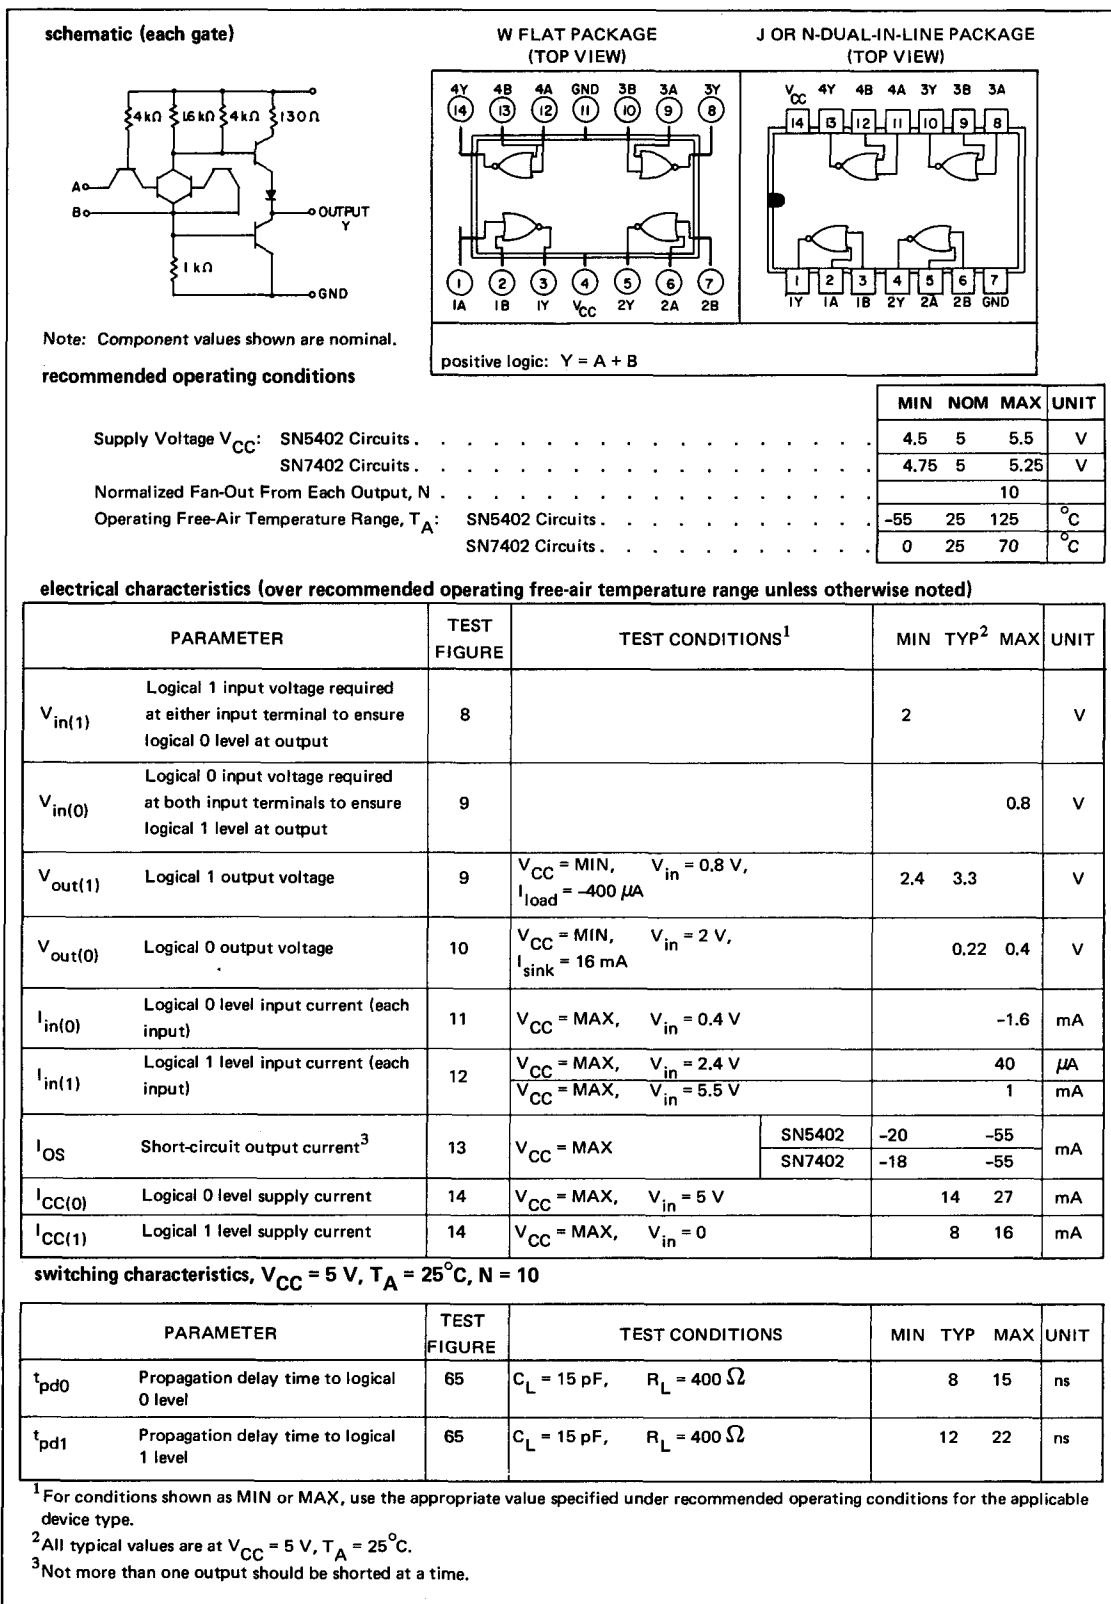 schematic (each gate)
4kΩ 1.6kΩ 4kΩ 130Ω
A
B
OUTPUT
Y
1 kΩ
GND
Note: Component values shown are nominal.
W FLAT PACKAGE
(TOP VIEW)
4Y 4B 4A GND 3B 3A 3Y
14 13 12 11 10 9 8
1 2 3 4 5 6 7
1A 1B 1Y VCC 2Y 2A 2B
J OR N-DUAL-IN-LINE PACKAGE
(TOP VIEW)
VCC 4Y 4B 4A 3Y 3B 3A
14 13 12 11 10 9 8
1 2 3 4 5 6 7
1Y 1A 1B 2Y 2A 2B GND
positive logic: Y = A + B
recommended operating conditions
MIN NOM MAX UNIT
Supply Voltage VCC: SN5402 Circuits . . . . . . . . . . . . . . . . . . 4.5 5 5.5 V
SN7402 Circuits . . . . . . . . . . . . . . . . . . 4.75 5 5.25 V
Normalized Fan-Out From Each Output, N . . . . . . . . . . . . . . . . . 10
Operating Free-Air Temperature Range, TA: SN5402 Circuits . . . . . . . . . . . -55 25 125 °C
SN7402 Circuits . . . . . . . . . . . 0 25 70 °C
electrical characteristics (over recommended operating free-air temperature range unless otherwise noted)
PARAMETER TEST FIGURE TEST CONDITIONS¹ MIN TYP² MAX UNIT
Vin(1) Logical 1 input voltage required at either input terminal to ensure logical 0 level at output 8 2 V
Vin(0) Logical 0 input voltage required at both input terminals to ensure logical 1 level at output 9 0.8 V
Vout(1) Logical 1 output voltage 9 VCC = MIN, Vin = 0.8 V, Iload = -400 μA 2.4 3.3 V
Vout(0) Logical 0 output voltage 10 VCC = MIN, Vin = 2 V, Isink = 16 mA 0.22 0.4 V
Iin(0) Logical 0 level input current (each input) 11 VCC = MAX, Vin = 0.4 V -1.6 mA
Iin(1) Logical 1 level input current (each input) 12 VCC = MAX, Vin = 2.4 V 40 μA
VCC = MAX, Vin = 5.5 V 1 mA
IOS Short-circuit output current³ 13 VCC = MAX SN5402 -20 -55 mA
SN7402 -18 -55
ICC(0) Logical 0 level supply current 14 VCC = MAX, Vin = 5 V 14 27 mA
ICC(1) Logical 1 level supply current 14 VCC = MAX, Vin = 0 8 16 mA
switching characteristics, VCC = 5 V, TA = 25°C, N = 10
PARAMETER TEST FIGURE TEST CONDITIONS MIN TYP MAX UNIT
tpd0 Propagation delay time to logical 0 level 65 CL = 15 pF, RL = 400 Ω 8 15 ns
tpd1 Propagation delay time to logical 1 level 65 CL = 15 pF, RL = 400 Ω 12 22 ns
¹For conditions shown as MIN or MAX, use the appropriate value specified under recommended operating conditions for the applicable
device type.
²All typical values are at VCC = 5 V, TA = 25°C.
³Not more than one output should be shorted at a time.